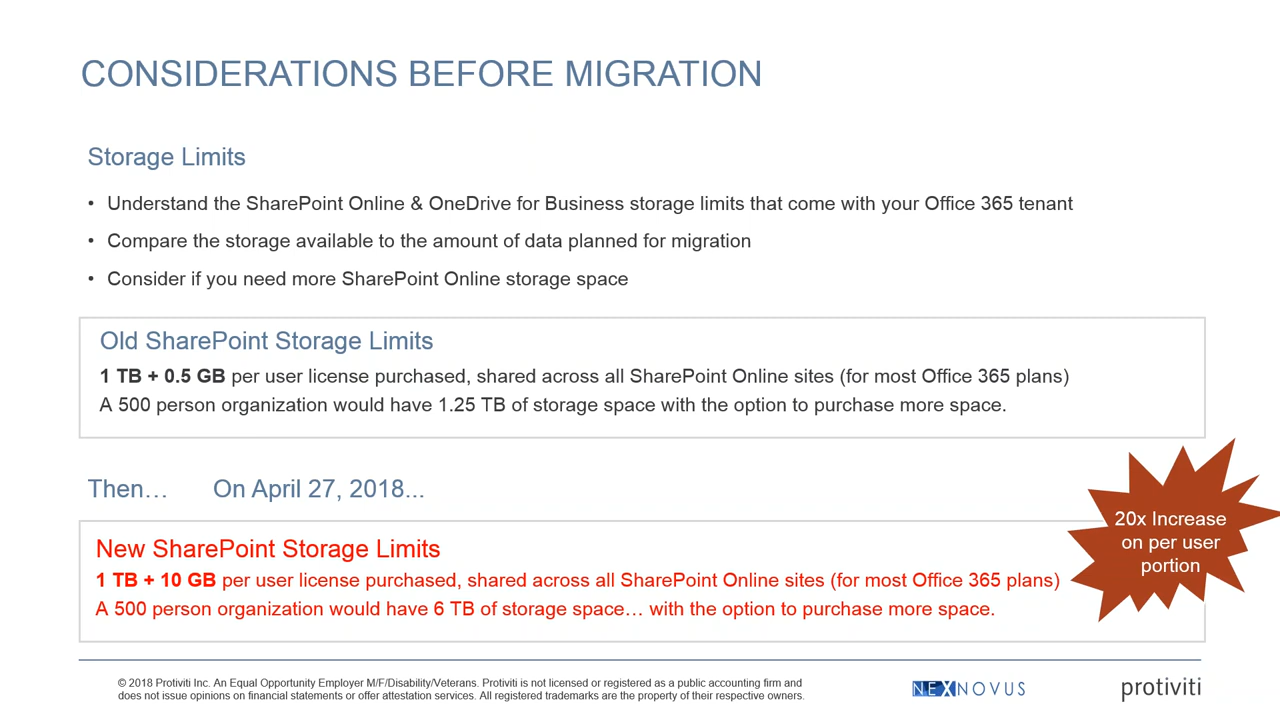 CONSIDERATIONS BEFORE MIGRATION
Storage Limits
• Understand the SharePoint Online & OneDrive for Business storage limits that come with your Office 365 tenant
• Compare the storage available to the amount of data planned for migration
• Consider if you need more SharePoint Online storage space
Old SharePoint Storage Limits
1 TB + 0.5 GB per user license purchased, shared across all SharePoint Online sites (for most Office 365 plans)
A 500 person organization would have 1.25 TB of storage space with the option to purchase more space.
Then… On April 27, 2018...
20x Increase
on per user
portion
New SharePoint Storage Limits
1 TB + 10 GB per user license purchased, shared across all SharePoint Online sites (for most Office 365 plans)
A 500 person organization would have 6 TB of storage space… with the option to purchase more space.
© 2018 Protiviti Inc. An Equal Opportunity Employer M/F/Disability/Veterans. Protiviti is not licensed or registered as a public accounting firm and
does not issue opinions on financial statements or offer attestation services. All registered trademarks are the property of their respective owners.
NEXNOVUS
protiviti